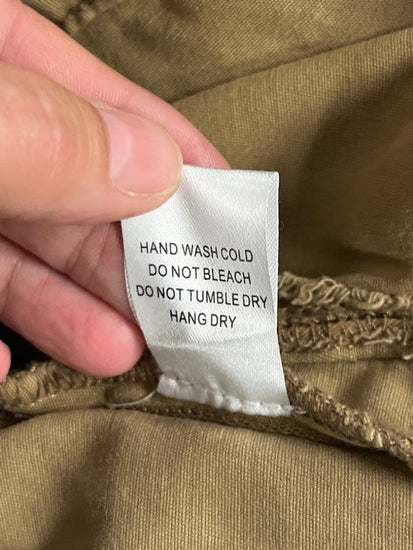 HAND WASH COLD
DO NOT BLEACH
DO NOT TUMBLE DRY
HANG DRY